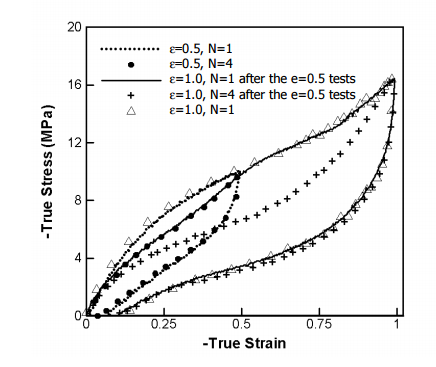 20
16
12
8
4
0
-True Stress (MPa)
ε=0.5, N=1
ε=0.5, N=4
ε=1.0, N=1 after the e=0.5 tests
ε=1.0, N=4 after the e=0.5 tests
ε=1.0, N=1
0 0.25 0.5 0.75 1
-True Strain